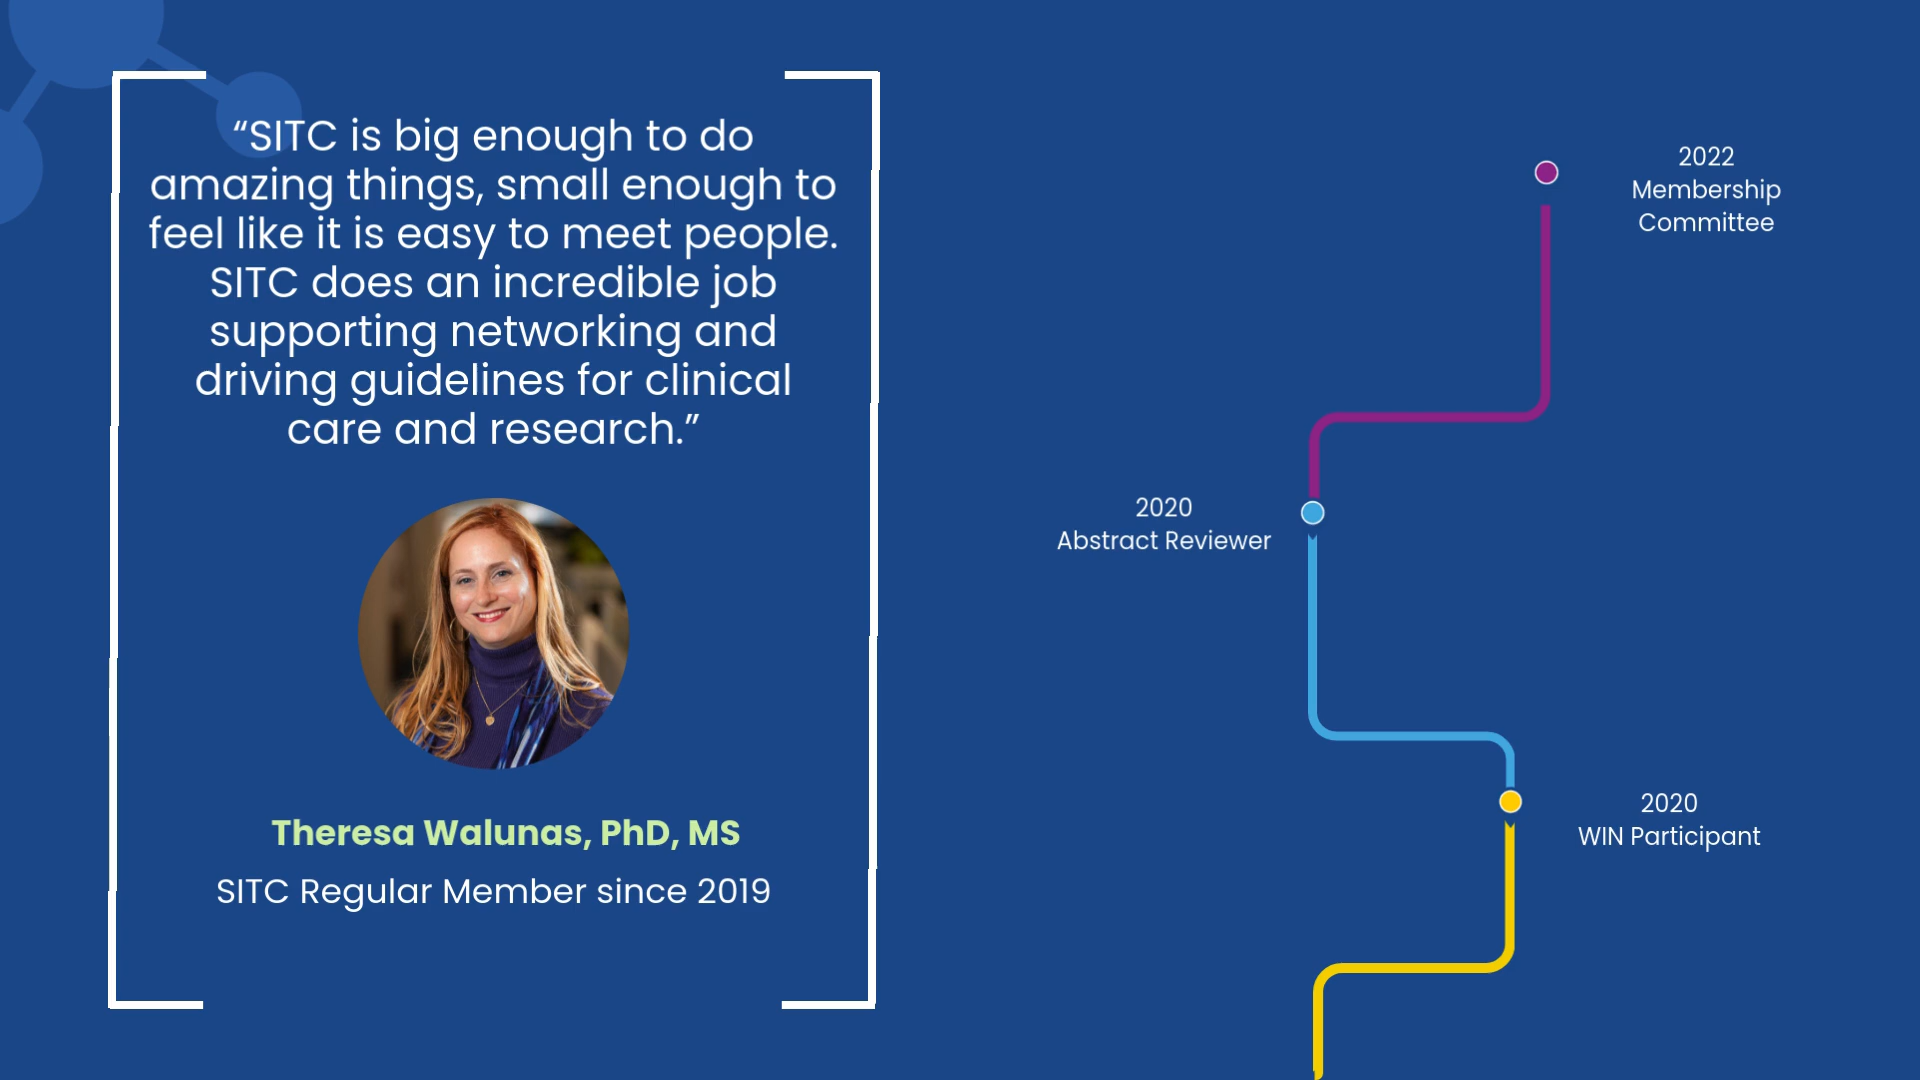 “SITC is big enough to do
amazing things, small enough to
feel like it is easy to meet people.
SITC does an incredible job
supporting networking and
driving guidelines for clinical
care and research.”
Theresa Walunas, PhD, MS
SITC Regular Member since 2019
2022
Membership
Committee
2020
Abstract Reviewer
2020
WIN Participant